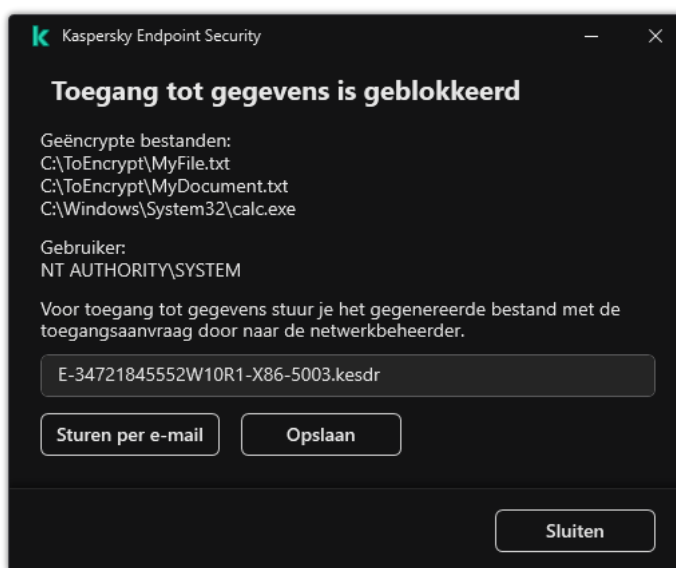 Kaspersky Endpoint Security
Toegang tot gegevens is geblokkeerd
Geëncrypte bestanden:
C:\ToEncrypt\MyFile.txt
C:\ToEncrypt\MyDocument.txt
C:\Windows\System32\calc.exe
Gebruiker:
NT AUTHORITY\SYSTEM
Voor toegang tot gegevens stuur je het gegenereerde bestand met de
toegangsaanvraag door naar de netwerkbeheerder.
E-34721845552W10R1-X86-5003.kesdr
Sturen per e-mail
Opslaan
Sluiten